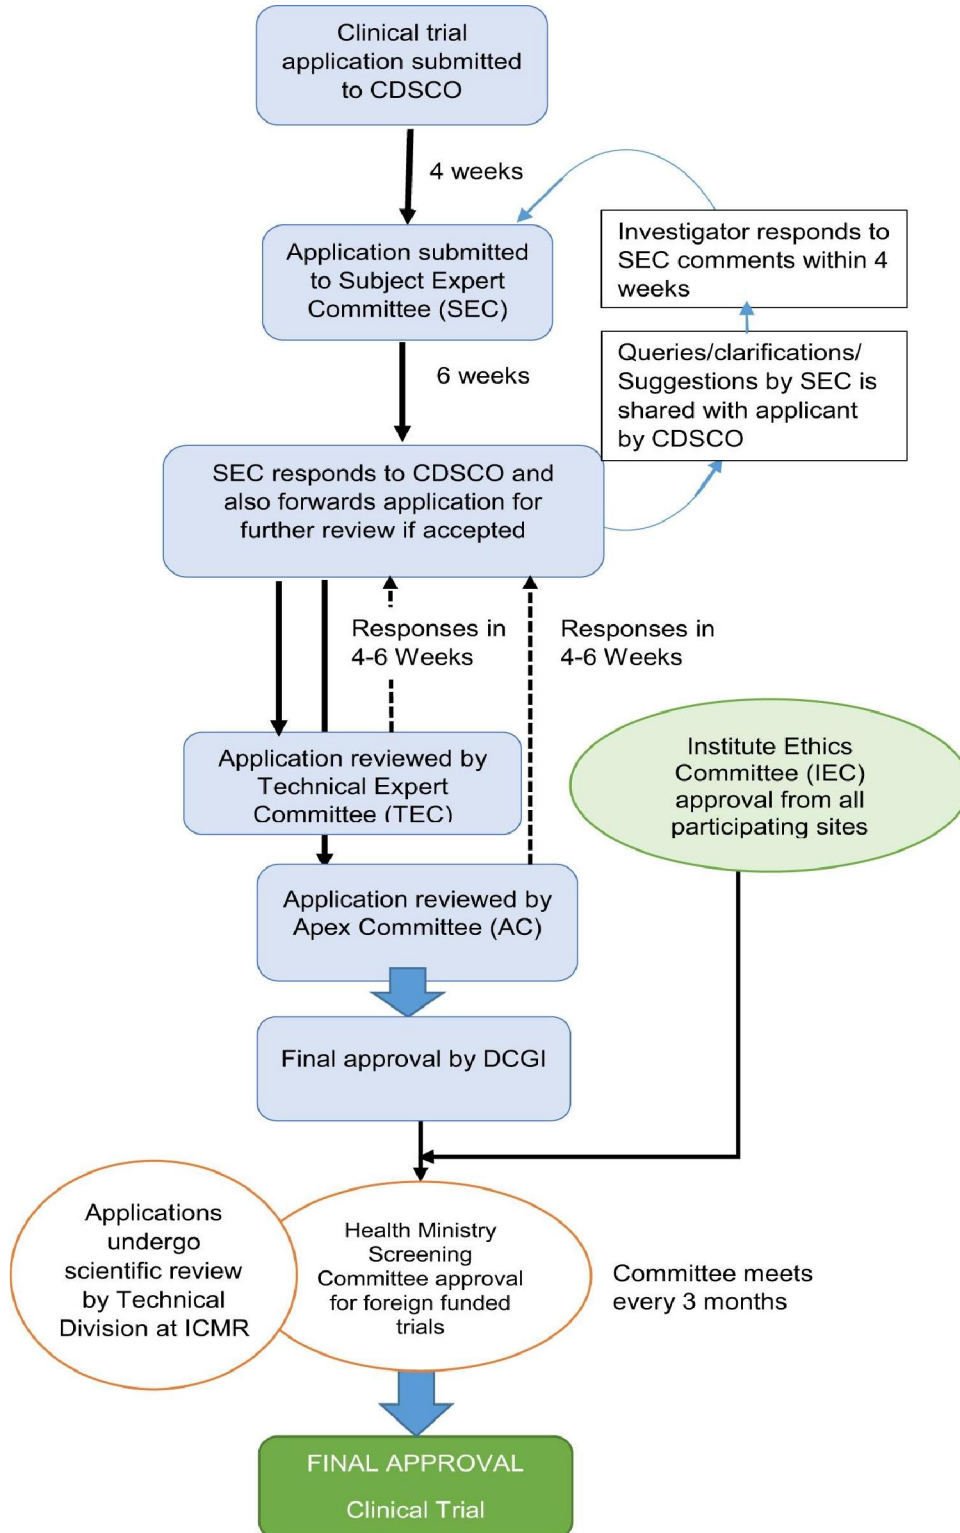 Clinical trial
application submitted
to CDSCO
4 weeks
Application submitted
to Subject Expert
Committee (SEC)
Investigator responds to
SEC comments within 4
weeks
Queries/clarifications/
Suggestions by SEC is
shared with applicant
by CDSCO
6 weeks
SEC responds to CDSCO and
also forwards application for
further review if accepted
Responses in
4-6 Weeks
Responses in
4-6 Weeks
Application reviewed by
Technical Expert
Committee (TEC)
Institute Ethics
Committee (IEC)
approval from all
participating sites
Application reviewed by
Apex Committee (AC)
Final approval by DCGI
Applications
undergo
scientific review
by Technical
Division at ICMR
Health Ministry
Screening
Committee approval
for foreign funded
trials
Committee meets
every 3 months
FINAL APPROVAL
Clinical Trial